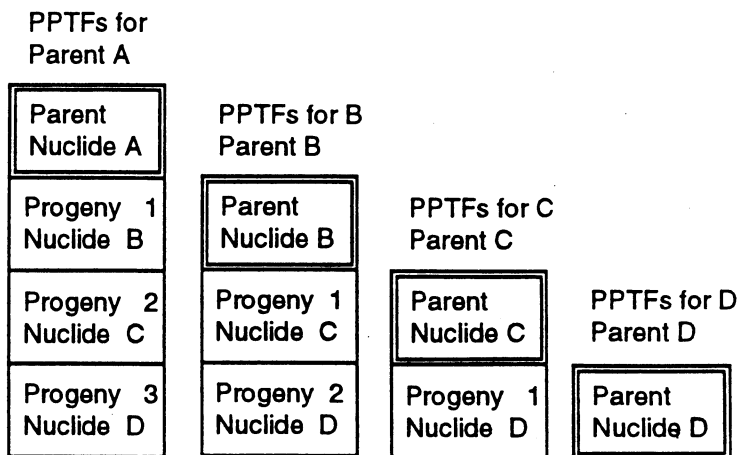 PPTFs for
Parent A
Parent
Nuclide A
Progeny 1
Nuclide B
Progeny 2
Nuclide C
Progeny 3
Nuclide D
PPTFs for B
Parent B
Parent
Nuclide B
Progeny 1
Nuclide C
Progeny 2
Nuclide D
PPTFs for C
Parent C
Parent
Nuclide C
Progeny 1
Nuclide D
PPTFs for D
Parent D
Parent
Nuclide D